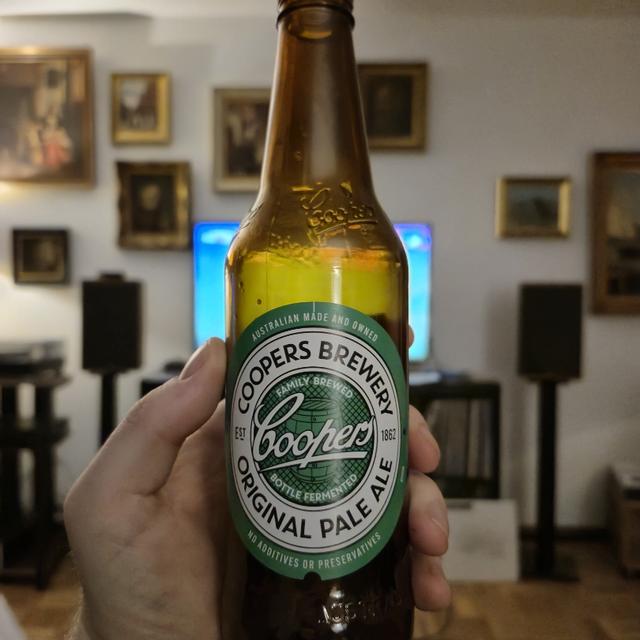 Coopers
AUSTRALIAN MADE AND OWNED
COOPERS BREWERY
FAMILY BREWED
EST
Coopers
1862
BOTTLE FERMENTED
ORIGINAL PALE ALE
NO ADDITIVES OR PRESERVATIVES